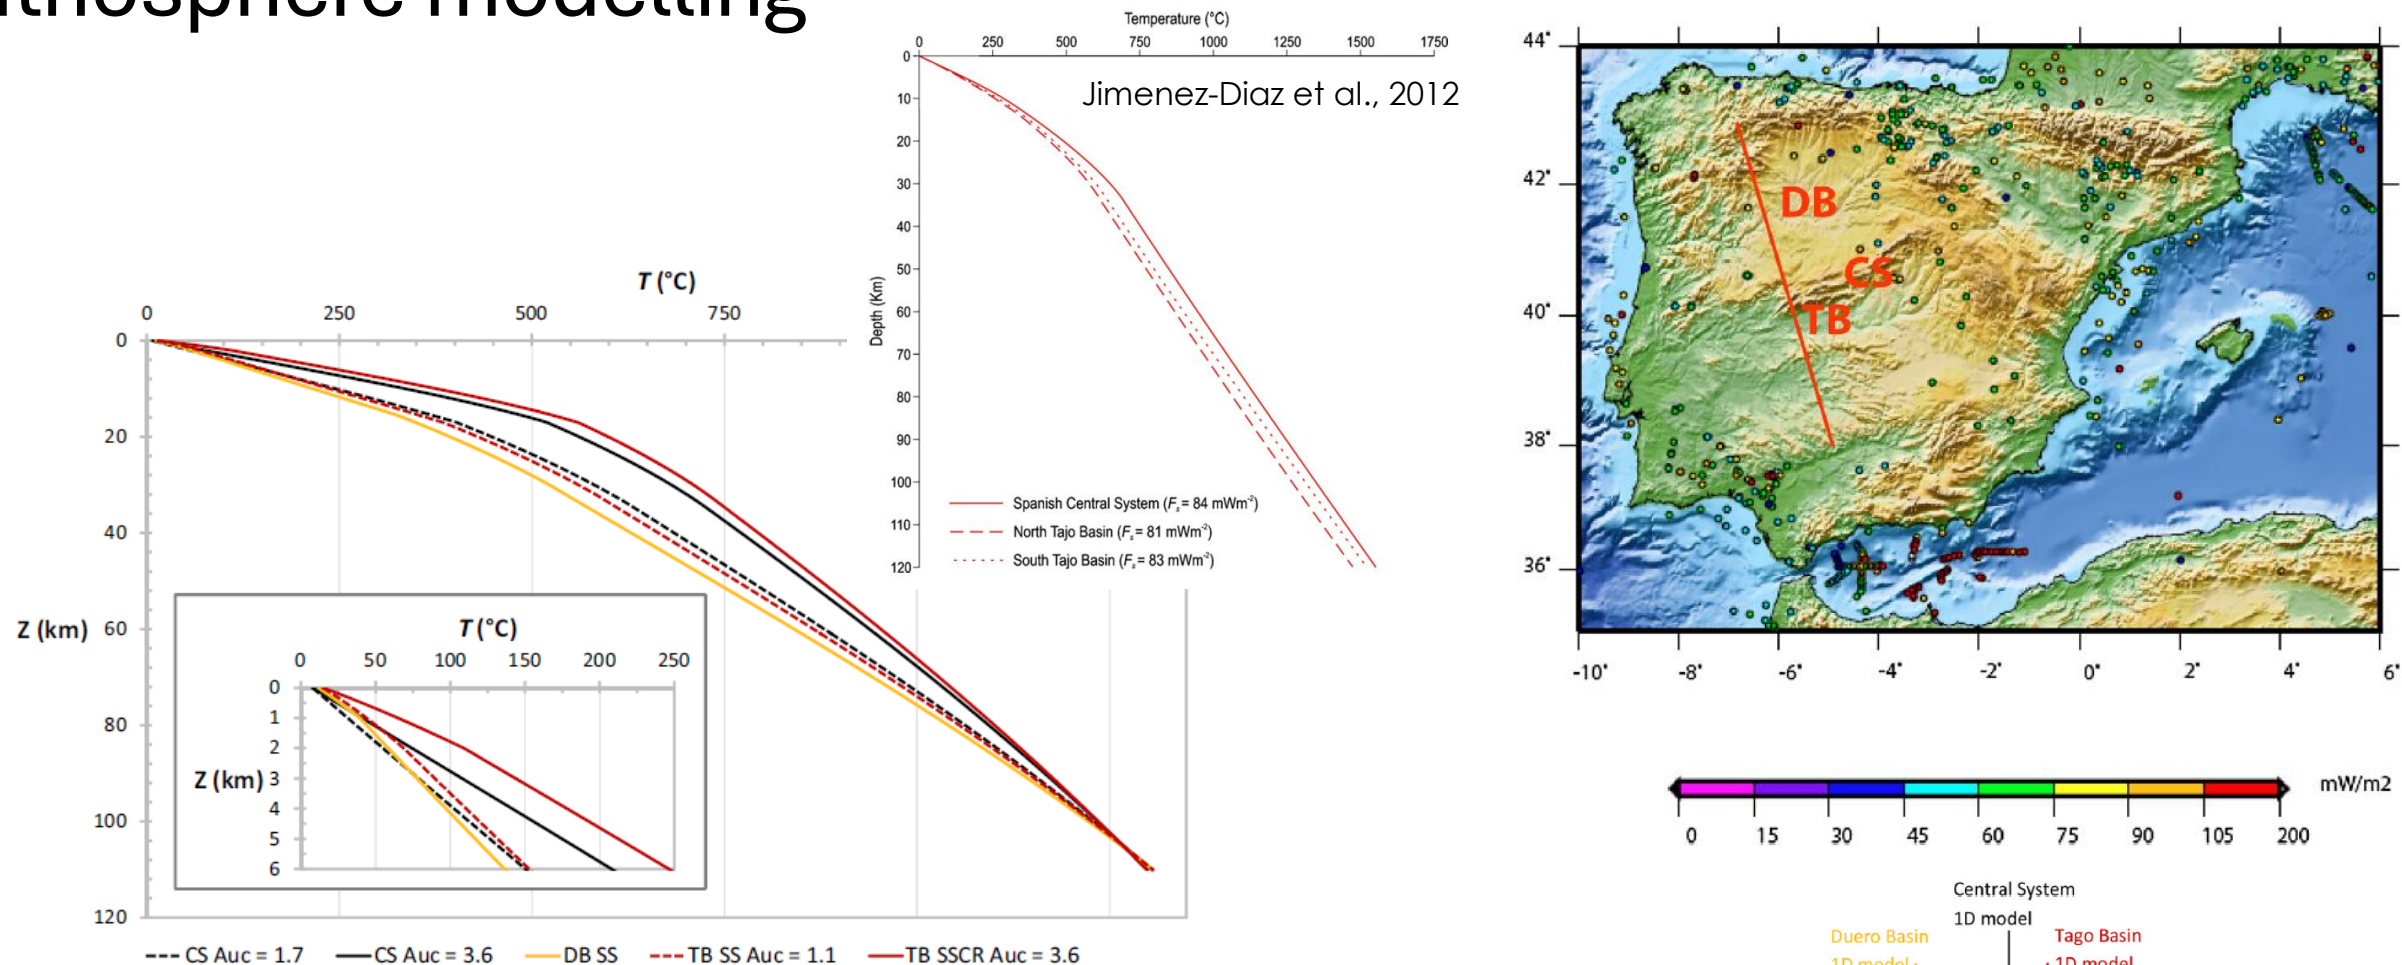 lithosphere modelling
Temperature (°C)
0 250 500 750 1000 1250 1500 1750
Jimenez-Diaz et al., 2012
0
10
20
30
40
50
60
70
80
90
100
110
120
Depth (Km)
Spanish Central System (Fs = 84 mWm-2)
North Tajo Basin (Fs = 81 mWm-2)
South Tajo Basin (Fs = 83 mWm-2)
T (°C)
0 250 500 750
0
20
40
60
80
100
120
Z (km)
T (°C)
0 50 100 150 200 250
0
1
2
3
4
5
6
Z (km)
CS Auc = 1.7 CS Auc = 3.6 DB SS TB SS Auc = 1.1 TB SSCR Auc = 3.6
44°
42°
40°
38°
36°
DB
CS
TB
-10° -8° -6° -4° -2° 0° 2° 4° 6°
mW/m2
0 15 30 45 60 75 90 105 200
Central System
1D model
Duero Basin
1D model
Tago Basin
1D model